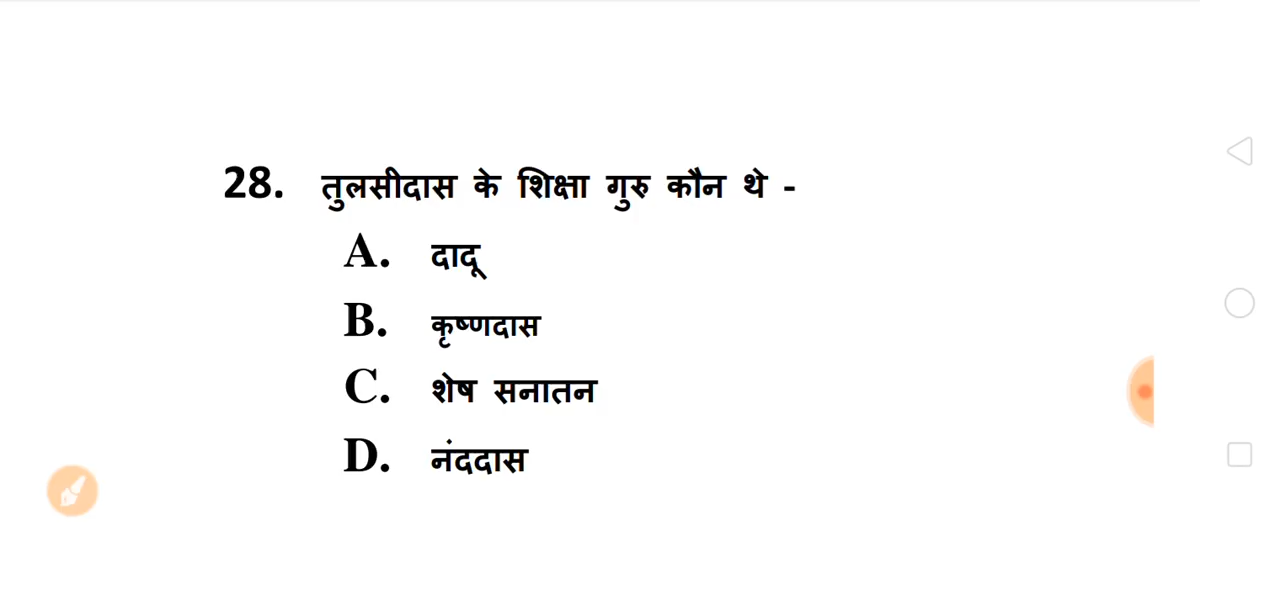 28. तुलसीदास के शिक्षा गुरु कौन थे -
A. दादू
B. कृष्णदास
C. शेष सनातन
D. नंददास